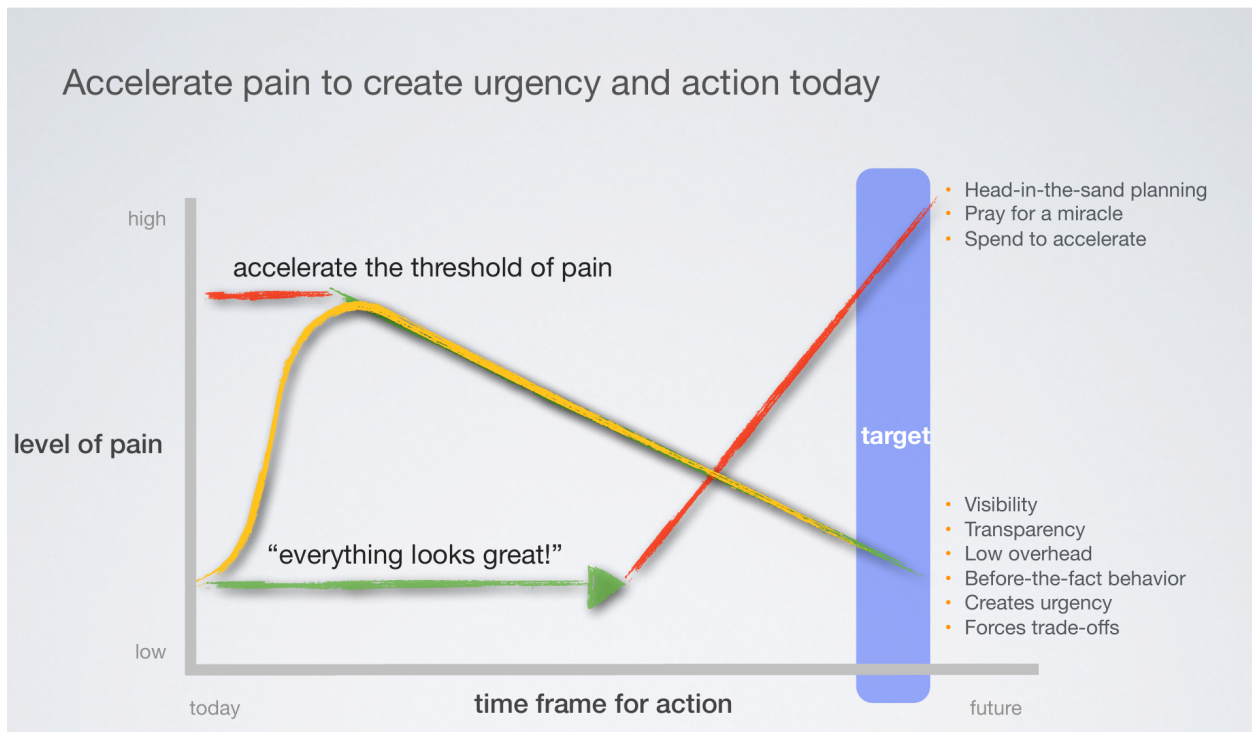 Accelerate pain to create urgency and action today
high
accelerate the threshold of pain
level of pain
"everything looks great!"
low
today
time frame for action
future
target
• Head-in-the-sand planning
• Pray for a miracle
• Spend to accelerate
• Visibility
• Transparency
• Low overhead
• Before-the-fact behavior
• Creates urgency
• Forces trade-offs